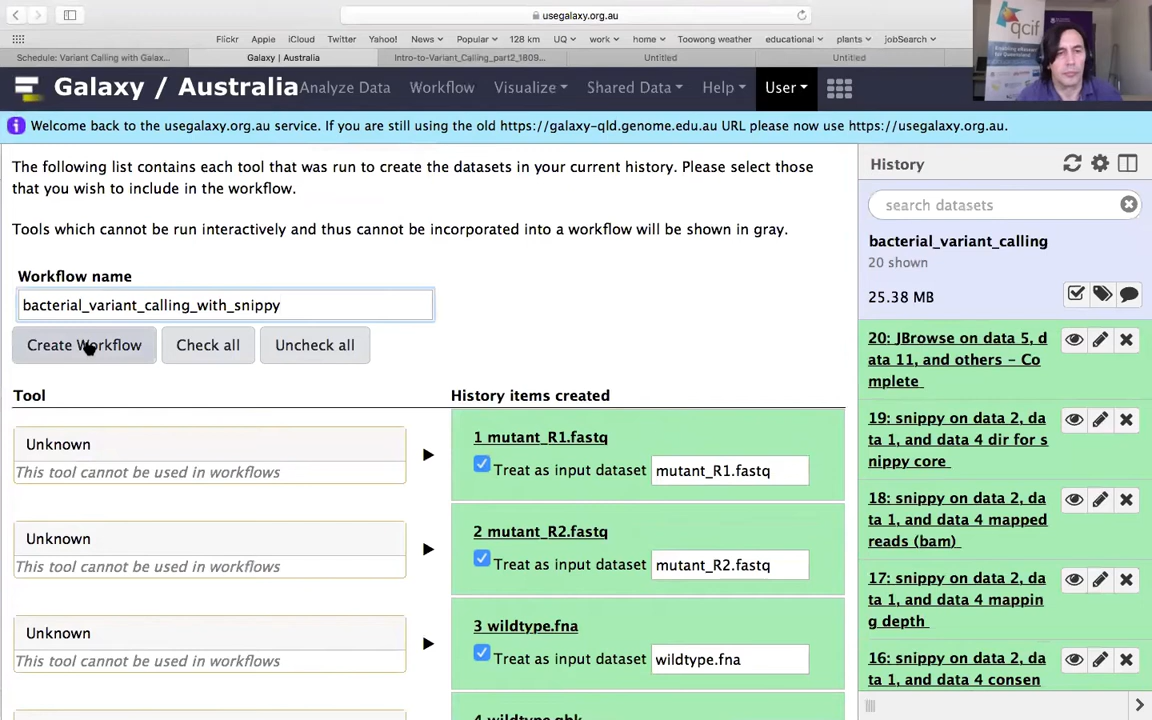 usegalaxy.org.au
Flickr Apple iCloud Twitter Yahoo! News Popular 128 km UQ work home Toowong weather educational plants jobSearch
Schedule: Variant Calling with Galax... Galaxy | Australia Intro-to-Variant_Calling_part2_1809... Untitled Untitled
qcif
Galaxy / Australia Analyze Data Workflow Visualize Shared Data Help User
Welcome back to the usegalaxy.org.au service. If you are still using the old https://galaxy-qld.genome.edu.au URL please now use https://usegalaxy.org.au.
The following list contains each tool that was run to create the datasets in your current history. Please select those
that you wish to include in the workflow.
Tools which cannot be run interactively and thus cannot be incorporated into a workflow will be shown in gray.
Workflow name
bacterial_variant_calling_with_snippy
Create Workflow Check all Uncheck all
Tool History items created
Unknown
This tool cannot be used in workflows
1 mutant_R1.fastq
Treat as input dataset mutant_R1.fastq
Unknown
This tool cannot be used in workflows
2 mutant_R2.fastq
Treat as input dataset mutant_R2.fastq
Unknown
This tool cannot be used in workflows
3 wildtype.fna
Treat as input dataset wildtype.fna
4 wildtype.gbk
History
search datasets
bacterial_variant_calling
20 shown
25.38 MB
20: JBrowse on data 5, d
ata 11, and others – Co
mplete
19: snippy on data 2, da
ta 1, and data 4 dir for s
nippy core
18: snippy on data 2, da
ta 1, and data 4 mapped
reads (bam)
17: snippy on data 2, da
ta 1, and data 4 mappin
g depth
16: snippy on data 2, da
ta 1, and data 4 consen